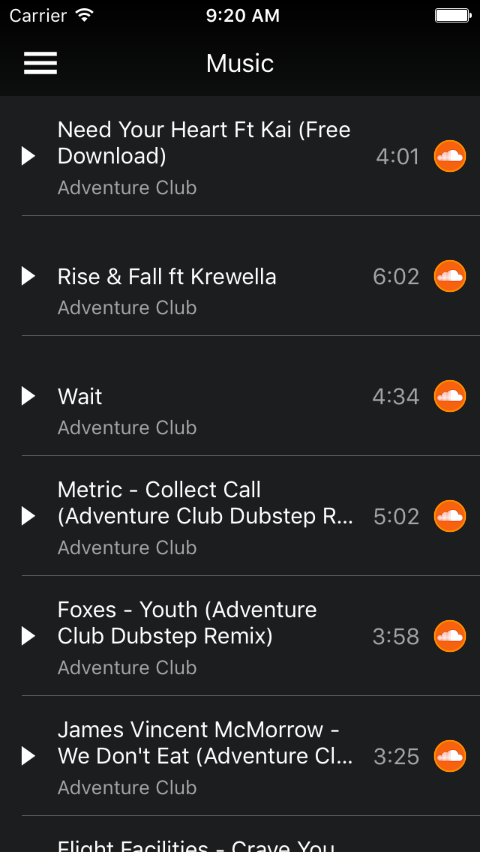 Carrier 9:20 AM
Music
Need Your Heart Ft Kai (Free
Download)
4:01
Adventure Club
Rise & Fall ft Krewella
6:02
Adventure Club
Wait
4:34
Adventure Club
Metric - Collect Call
(Adventure Club Dubstep R...
5:02
Adventure Club
Foxes - Youth (Adventure
Club Dubstep Remix)
3:58
Adventure Club
James Vincent McMorrow -
We Don't Eat (Adventure Cl...
3:25
Adventure Club
Flight Facilities - Crave You